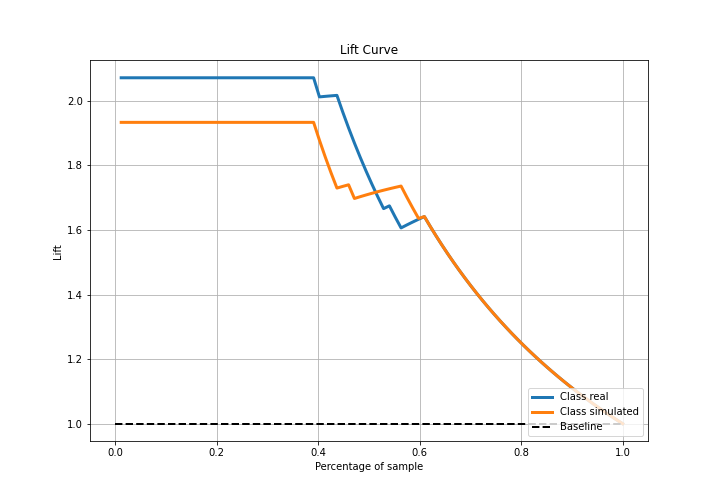 Lift Curve
2.0
1.8
1.6
1.4
1.2
1.0
Lift
0.0 0.2 0.4 0.6 0.8 1.0
Percentage of sample
Class real
Class simulated
Baseline